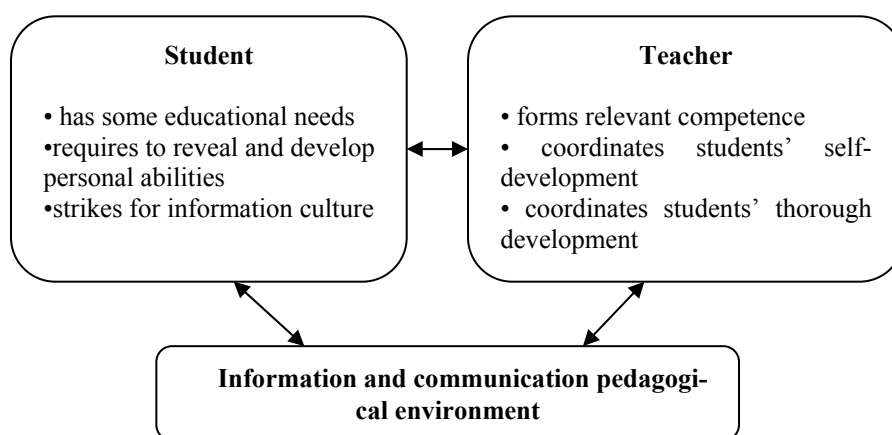 Student
• has some educational needs
•requires to reveal and develop
personal abilities
•strikes for information culture
Teacher
• forms relevant competence
• coordinates students’ self-
development
• coordinates students’ thorough
development
Information and communication pedagogi-
cal environment